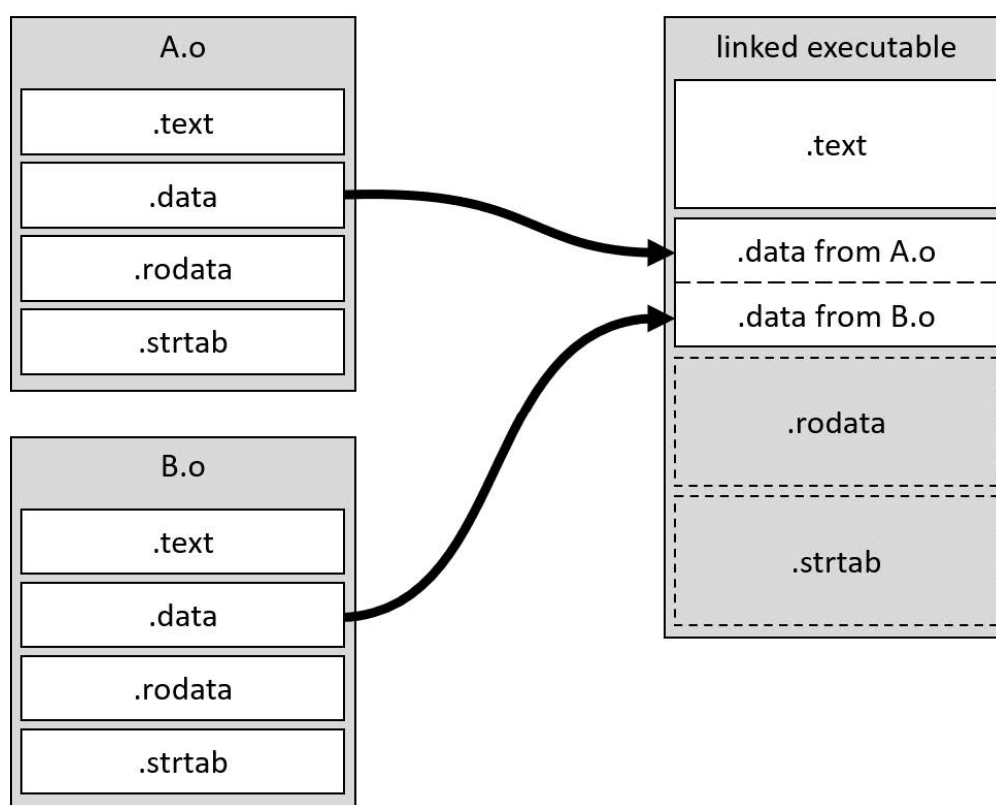 A.o
.text
.data
.rodata
.strtab
B.o
.text
.data
.rodata
.strtab
linked executable
.text
.data from A.o
.data from B.o
.rodata
.strtab